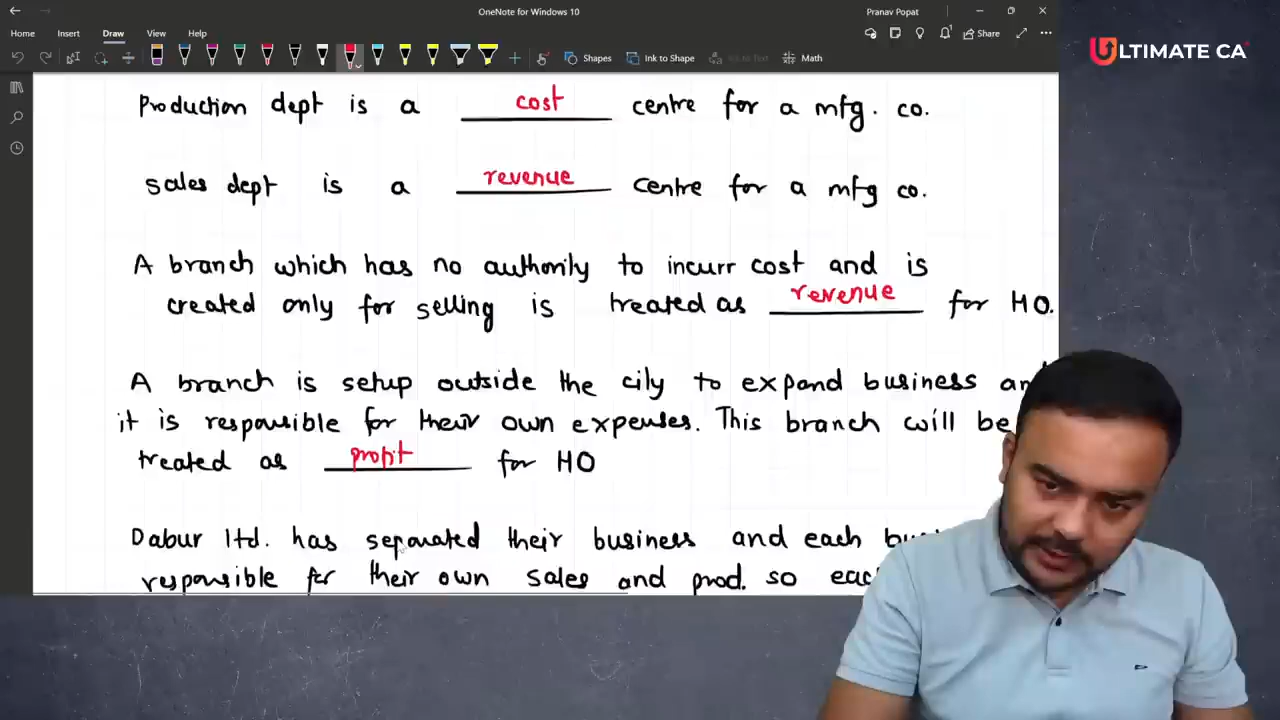 OneNote for Windows 10
Pranav Popat
ULTIMATE CA
Home Insert Draw View Help
Share
Shapes Ink to Shape Ink to Text Math
Production dept is a cost centre for a mfg. co.
sales dept is a revenue centre for a mfg co.
A branch which has no authority to incurr cost and is
created only for selling is treated as revenue for HO.
A branch is setup outside the city to expand business
it is responsible for their own expenses. This branch will be
treated as profit for HO
Dabur ltd. has separated their business and each
responsible for their own sales and prod. so